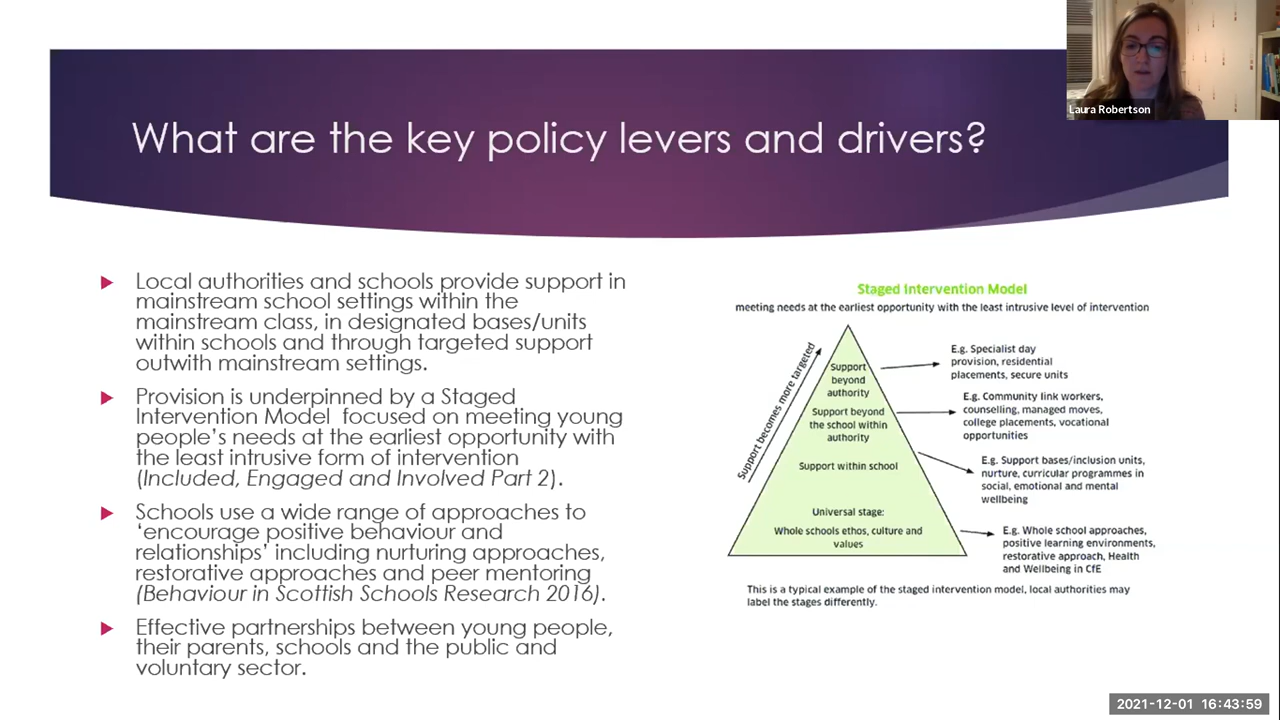 Laura Robertson
What are the key policy levers and drivers?
Local authorities and schools provide support in
mainstream school settings within the
mainstream class, in designated bases/units
within schools and through targeted support
outwith mainstream settings.
Provision is underpinned by a Staged
Intervention Model focused on meeting young
people's needs at the earliest opportunity with
the least intrusive form of intervention
(Included, Engaged and Involved Part 2).
Schools use a wide range of approaches to
'encourage positive behaviour and
relationships' including nurturing approaches,
restorative approaches and peer mentoring
(Behaviour in Scottish Schools Research 2016).
Effective partnerships between young people,
their parents, schools and the public and
voluntary sector.
Staged Intervention Model
meeting needs at the earliest opportunity with the least intrusive level of intervention
Support becomes more targeted
Support
beyond
authority
E.g. Specialist day
provision, residential
placements, secure units
Support beyond
the school within
authority
E.g. Community link workers,
counselling, managed moves,
college placements, vocational
opportunities
Support within school
E.g. Support bases/inclusion units,
nurture, curricular programmes in
social, emotional and mental
wellbeing
Universal stage:
Whole schools ethos, culture and
values
E.g. Whole school approaches,
positive learning environments,
restorative approach, Health
and Wellbeing in CfE
This is a typical example of the staged intervention model, local authorities may
label the stages differently.
2021-12-01 16:43:59